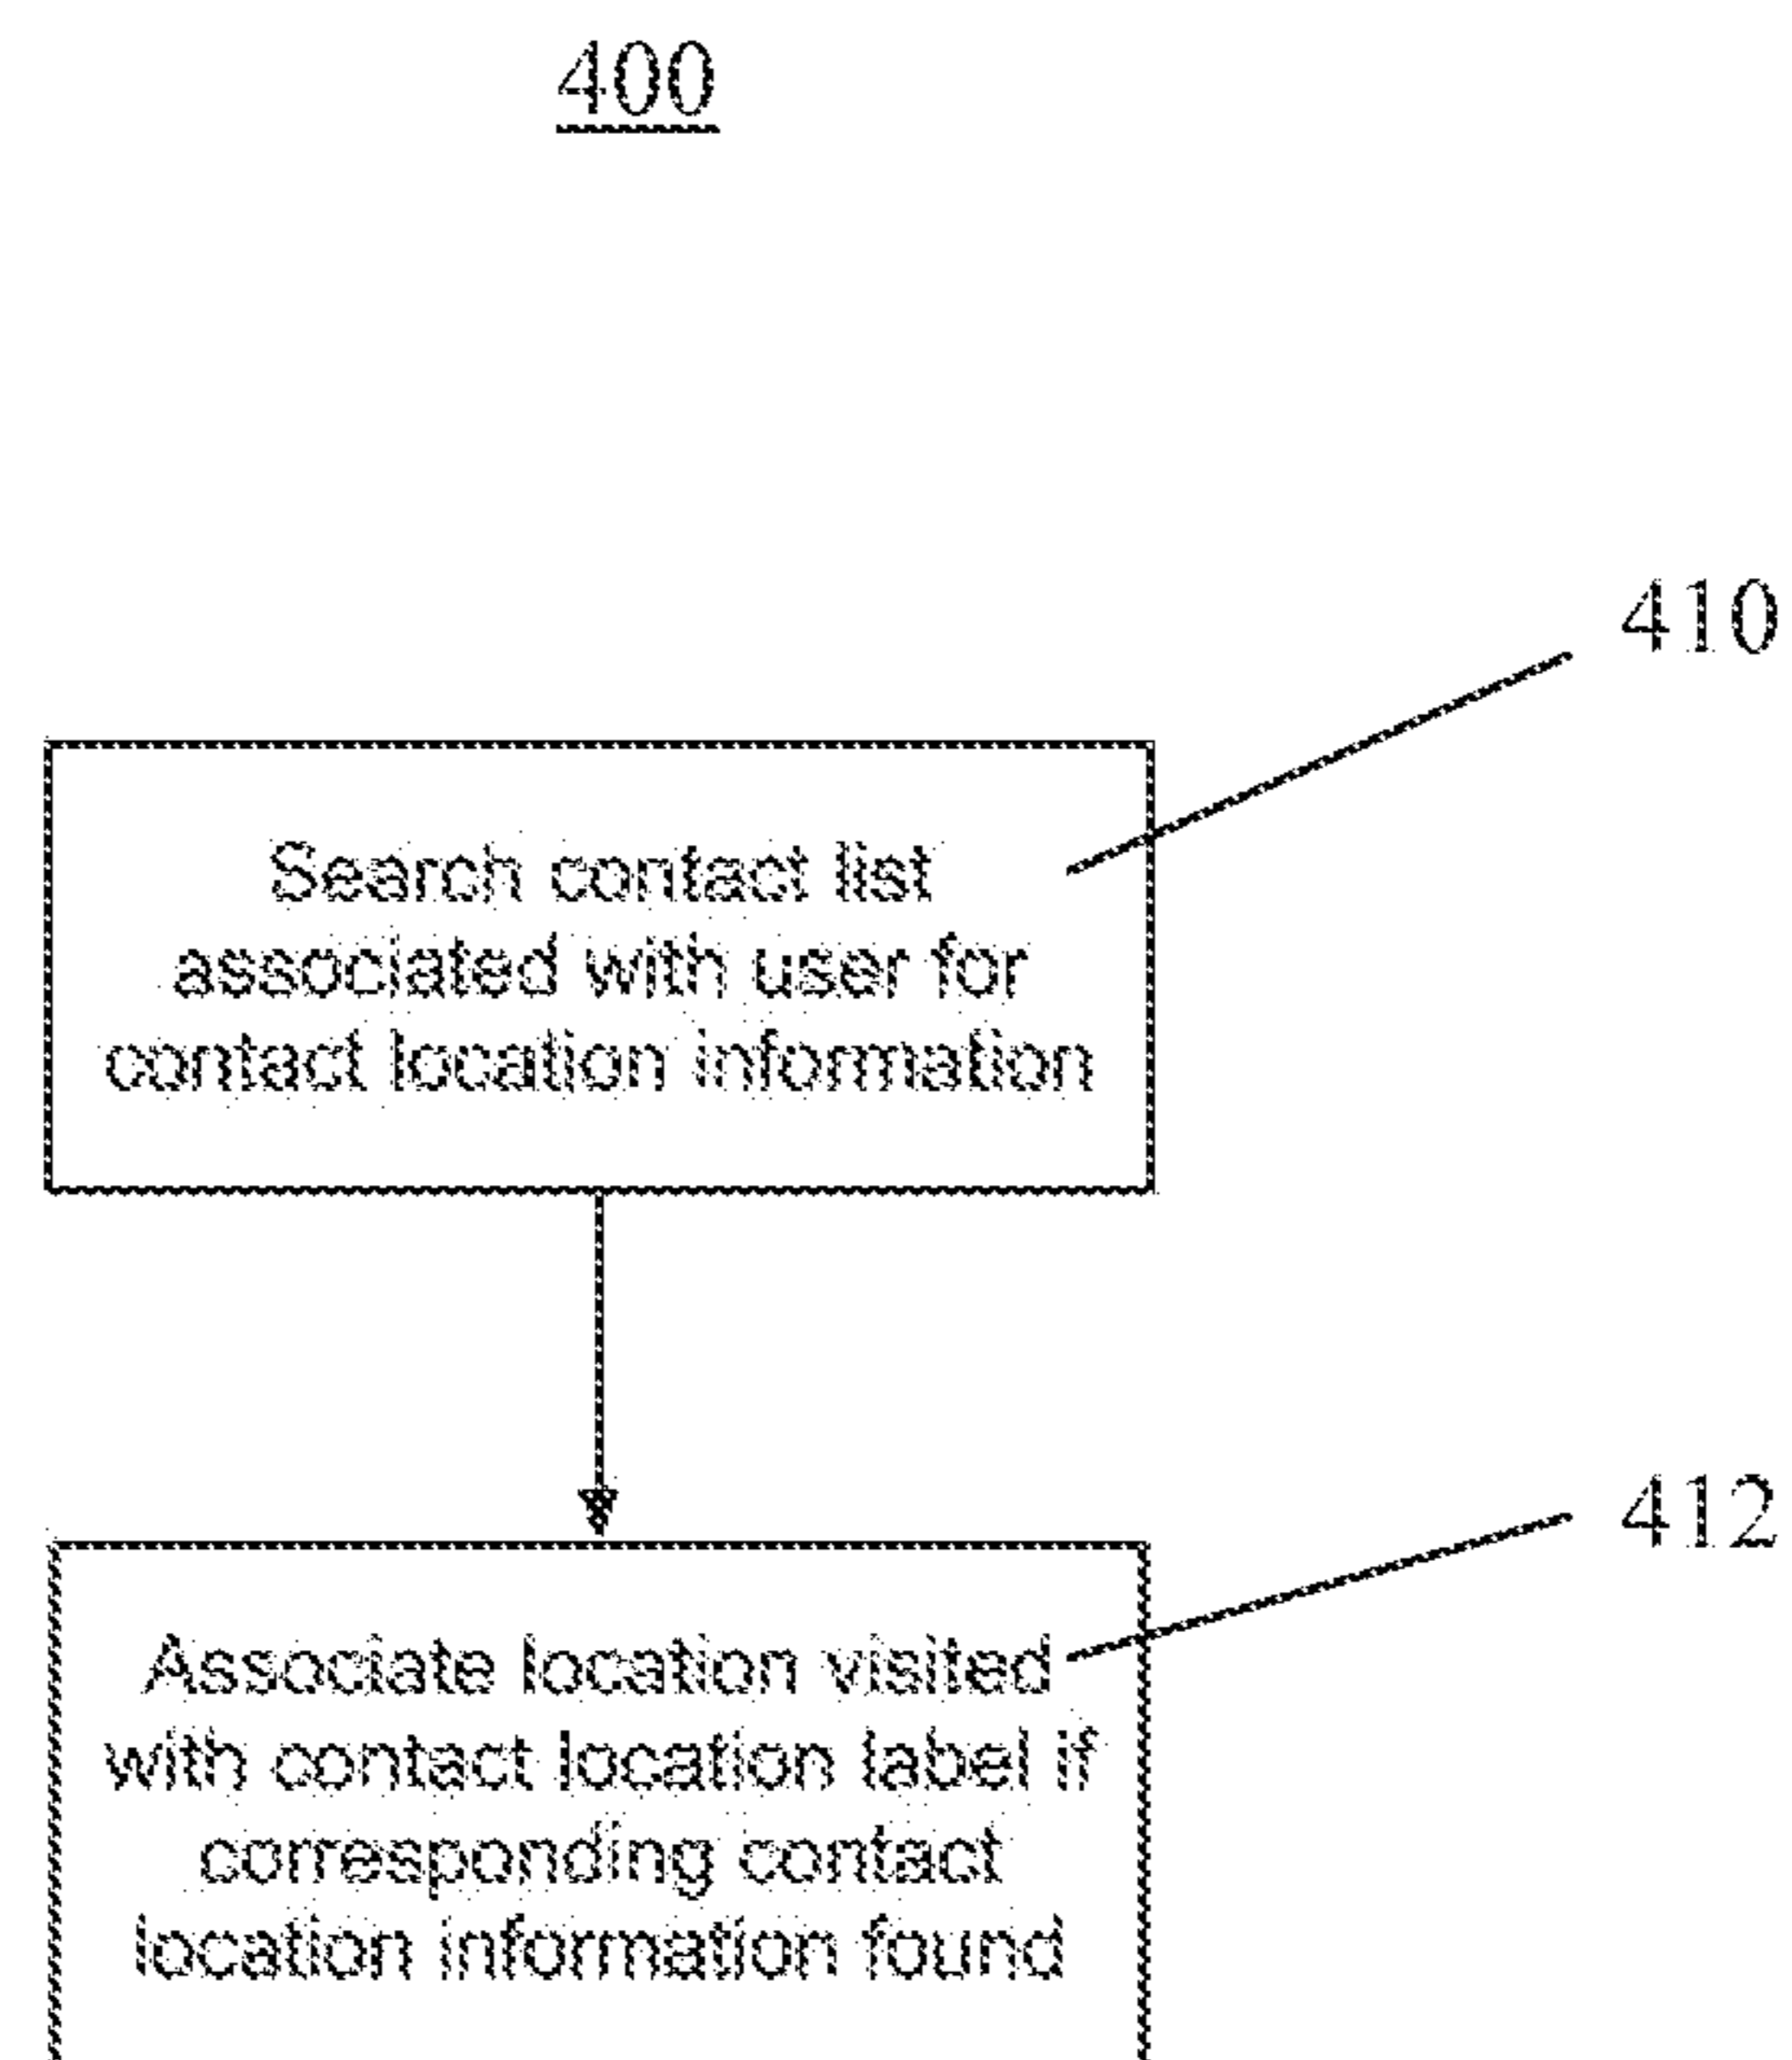 400
410
Search contact list
associated with user for
contact location information
412
Associate location visited
with contact location label if
corresponding contact
location information found